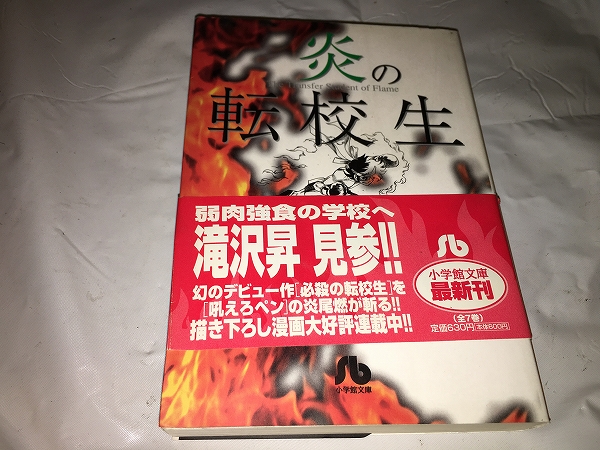 炎の
Transfer Student of Flame
転校生
弱肉強食の学校へ
滝沢昇 見参!!
幻のデビュー作[必殺の転校生]を
[吼えろペン]の炎尾燃が斬る!!
描き下ろし漫画大好評連載中!!
小学館文庫
最新刊
(全7巻)
定価630円[本体600円]
小学館文庫